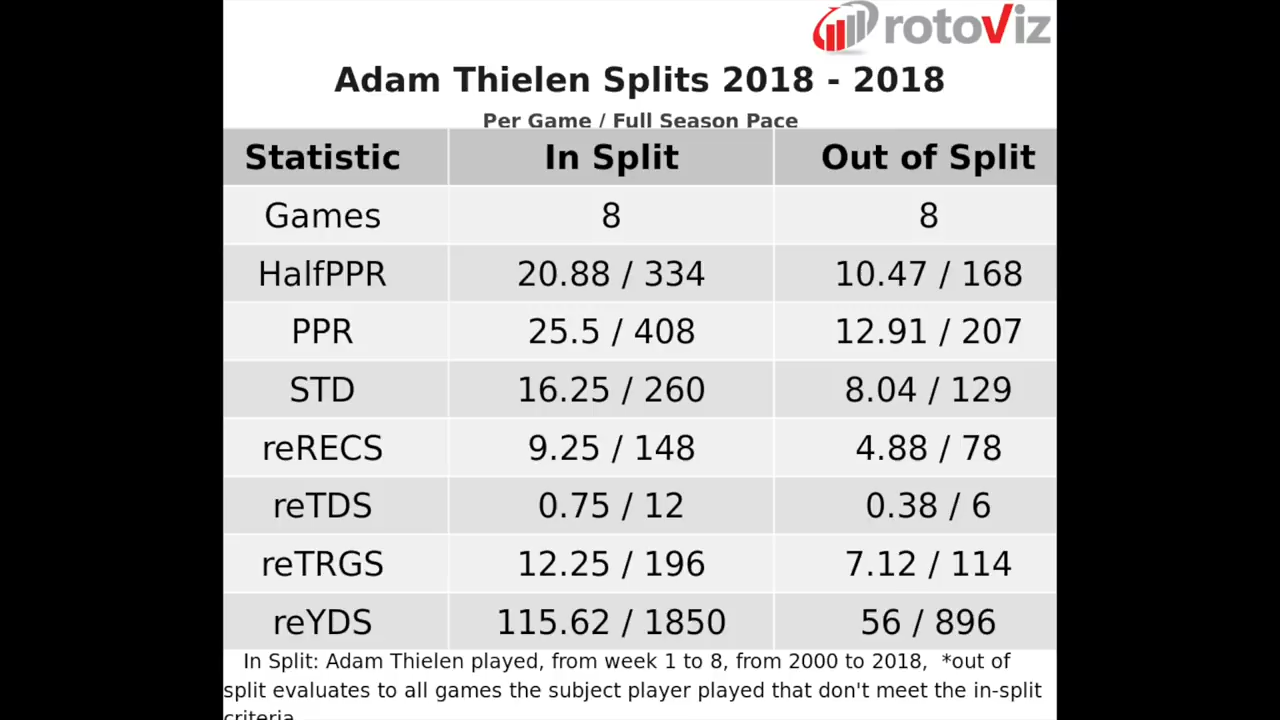 rotoViz
Adam Thielen Splits 2018 - 2018
Per Game / Full Season Pace
Statistic In Split Out of Split
Games 8 8
HalfPPR 20.88 / 334 10.47 / 168
PPR 25.5 / 408 12.91 / 207
STD 16.25 / 260 8.04 / 129
reRECS 9.25 / 148 4.88 / 78
reTDS 0.75 / 12 0.38 / 6
reTRGS 12.25 / 196 7.12 / 114
reYDS 115.62 / 1850 56 / 896
In Split: Adam Thielen played, from week 1 to 8, from 2000 to 2018, *out of
split evaluates to all games the subject player played that don't meet the in-split
criteria